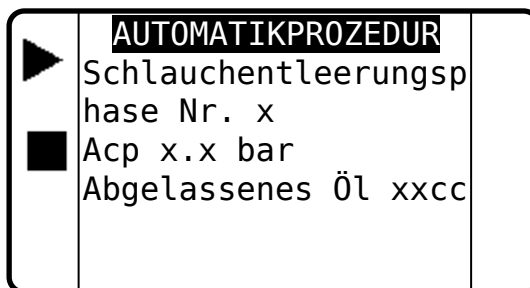 AUTOMATIKPROZEDUR
Schlauchentleerungsp
hase Nr. x
Acp x.x bar
Abgelassenes Öl xxcc